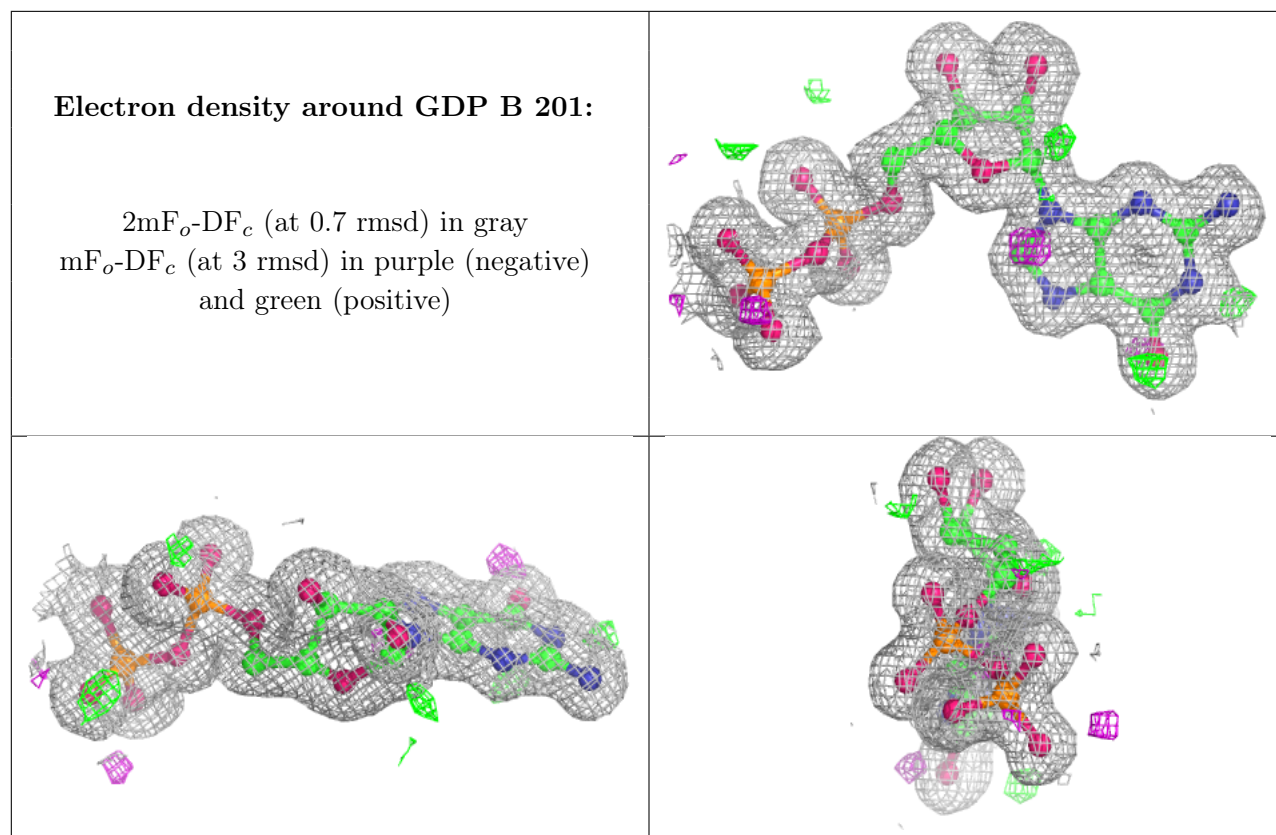 Electron density around GDP B 201:
2mFo-DFc (at 0.7 rmsd) in gray
mFo-DFc (at 3 rmsd) in purple (negative)
and green (positive)